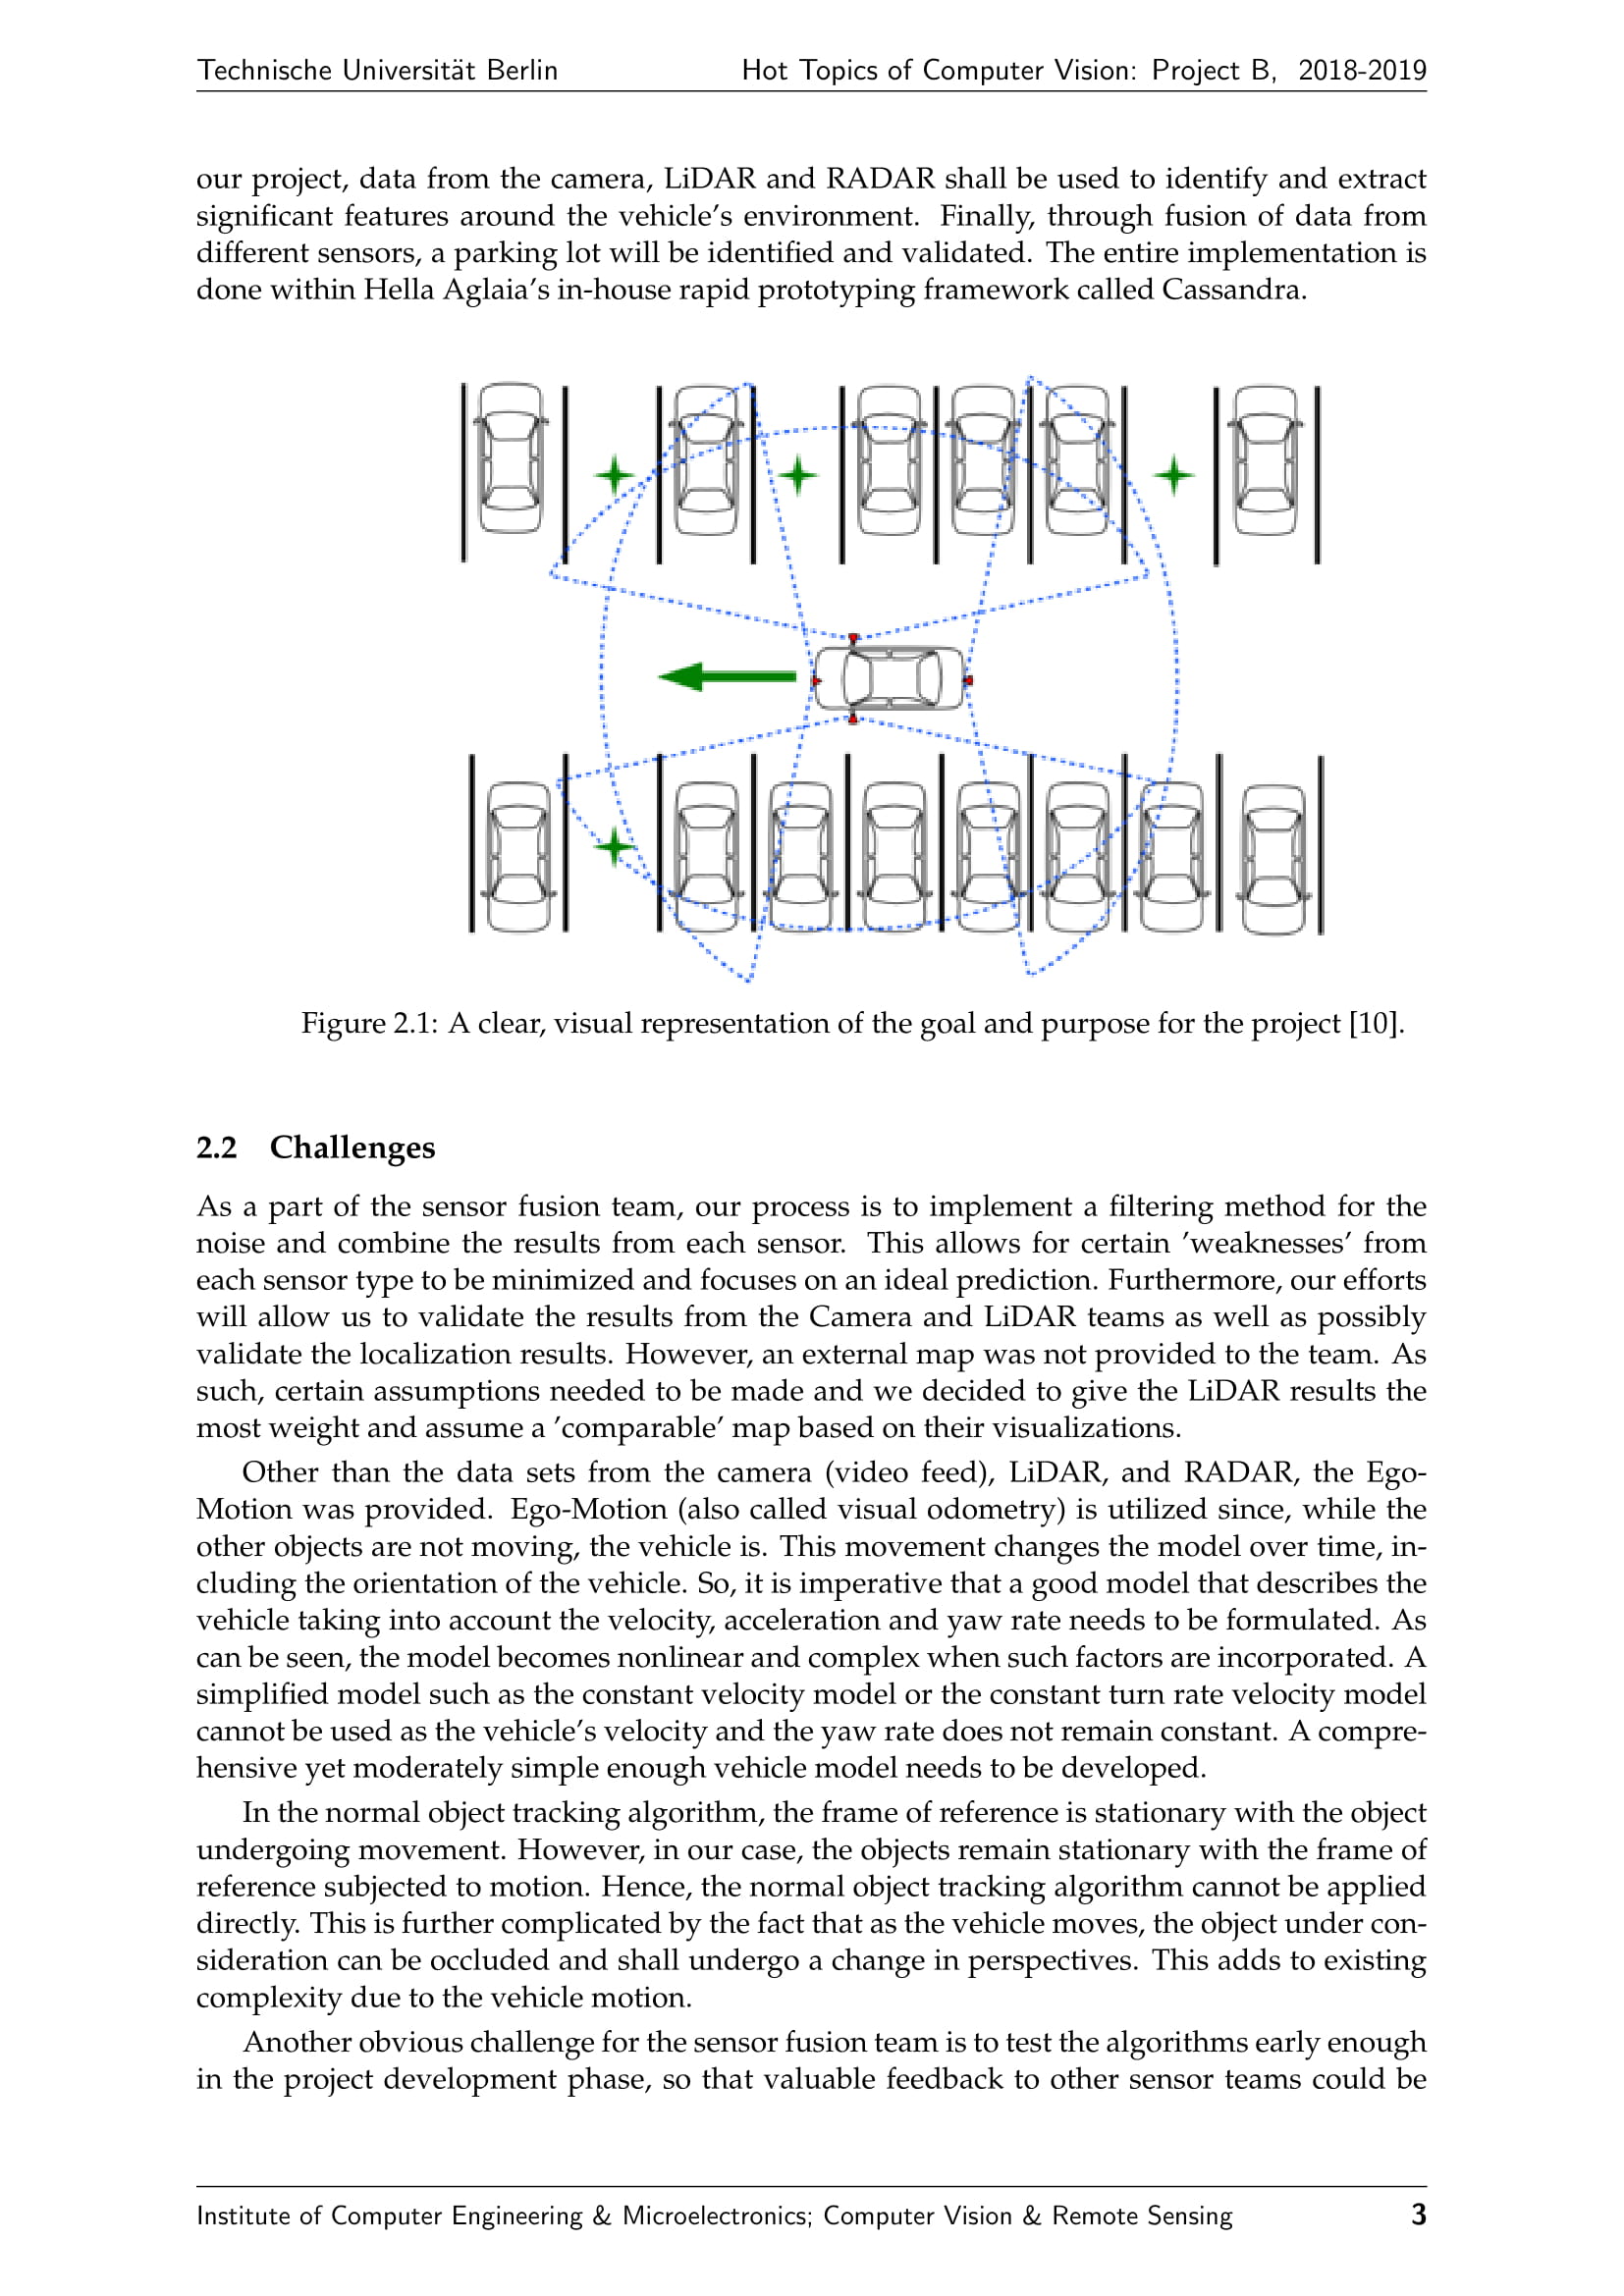 Technische Universität Berlin Hot Topics of Computer Vision: Project B, 2018-2019
our project, data from the camera, LiDAR and RADAR shall be used to identify and extract
significant features around the vehicle’s environment. Finally, through fusion of data from
different sensors, a parking lot will be identified and validated. The entire implementation is
done within Hella Aglaia’s in-house rapid prototyping framework called Cassandra.
Figure 2.1: A clear, visual representation of the goal and purpose for the project [10].
2.2 Challenges
As a part of the sensor fusion team, our process is to implement a filtering method for the
noise and combine the results from each sensor. This allows for certain ’weaknesses’ from
each sensor type to be minimized and focuses on an ideal prediction. Furthermore, our efforts
will allow us to validate the results from the Camera and LiDAR teams as well as possibly
validate the localization results. However, an external map was not provided to the team. As
such, certain assumptions needed to be made and we decided to give the LiDAR results the
most weight and assume a ’comparable’ map based on their visualizations.
Other than the data sets from the camera (video feed), LiDAR, and RADAR, the Ego-
Motion was provided. Ego-Motion (also called visual odometry) is utilized since, while the
other objects are not moving, the vehicle is. This movement changes the model over time, in-
cluding the orientation of the vehicle. So, it is imperative that a good model that describes the
vehicle taking into account the velocity, acceleration and yaw rate needs to be formulated. As
can be seen, the model becomes nonlinear and complex when such factors are incorporated. A
simplified model such as the constant velocity model or the constant turn rate velocity model
cannot be used as the vehicle’s velocity and the yaw rate does not remain constant. A compre-
hensive yet moderately simple enough vehicle model needs to be developed.
In the normal object tracking algorithm, the frame of reference is stationary with the object
undergoing movement. However, in our case, the objects remain stationary with the frame of
reference subjected to motion. Hence, the normal object tracking algorithm cannot be applied
directly. This is further complicated by the fact that as the vehicle moves, the object under con-
sideration can be occluded and shall undergo a change in perspectives. This adds to existing
complexity due to the vehicle motion.
Another obvious challenge for the sensor fusion team is to test the algorithms early enough
in the project development phase, so that valuable feedback to other sensor teams could be
Institute of Computer Engineering & Microelectronics; Computer Vision & Remote Sensing 3